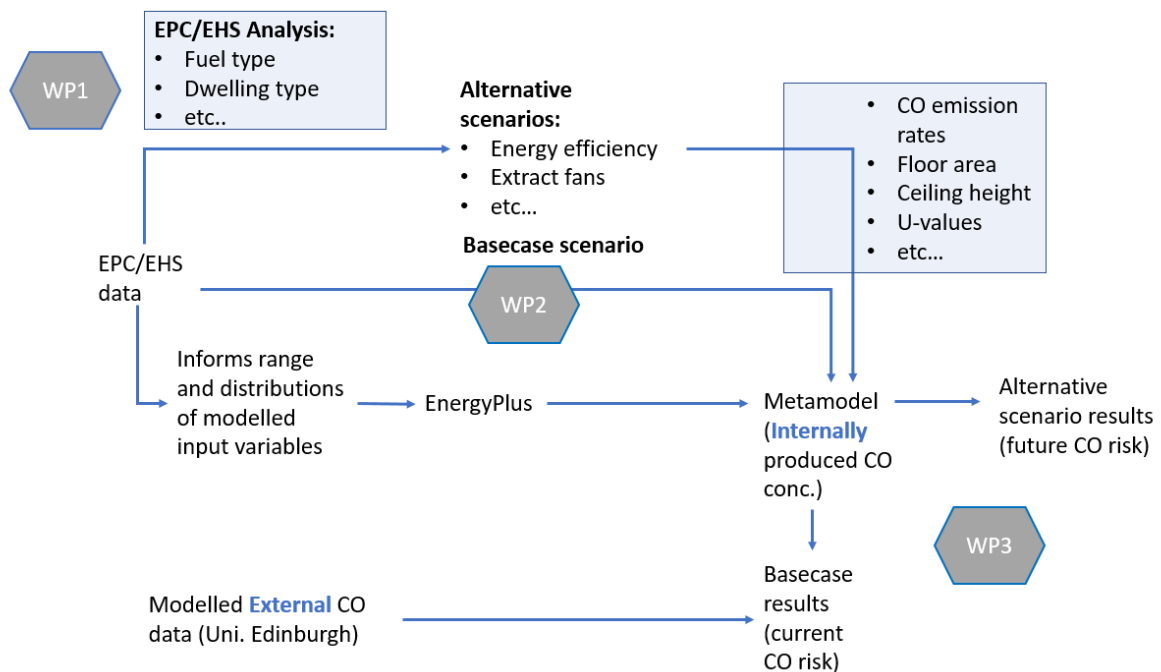 EPC/EHS Analysis:
• Fuel type
• Dwelling type
• etc..
WP1
Alternative
scenarios:
• Energy efficiency
• Extract fans
• etc...
• CO emission
rates
• Floor area
• Ceiling height
• U-values
• etc...
Basecase scenario
EPC/EHS
data
WP2
Informs range
and distributions
of modelled
input variables
EnergyPlus
Metamodel
(Internally
produced CO
conc.)
Alternative
scenario results
(future CO risk)
WP3
Modelled External CO
data (Uni. Edinburgh)
Basecase
results
(current
CO risk)